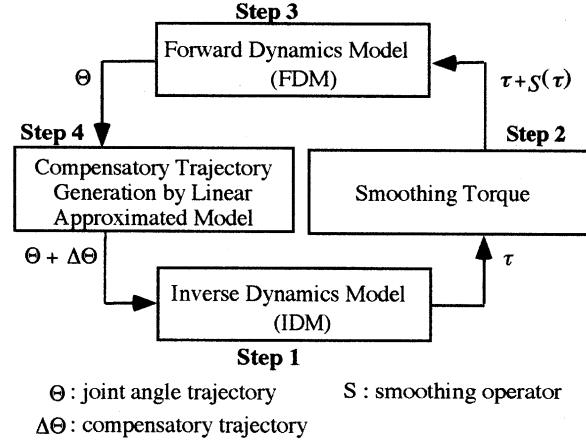 Step 3
Forward Dynamics Model
(FDM)
Θ
τ+S(τ)
Step 4
Step 2
Compensatory Trajectory
Generation by Linear
Approximated Model
Smoothing Torque
Θ + ΔΘ
τ
Inverse Dynamics Model
(IDM)
Step 1
Θ : joint angle trajectory
S : smoothing operator
ΔΘ : compensatory trajectory